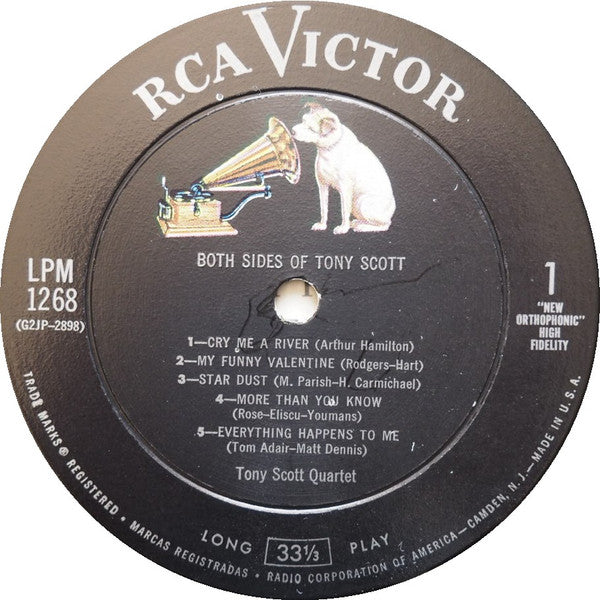 RCA VICTOR
BOTH SIDES OF TONY SCOTT
LPM
1268
(G2JP-2898)
1
"NEW
ORTHOPHONIC"
HIGH
FIDELITY
1—CRY ME A RIVER (Arthur Hamilton)
2—MY FUNNY VALENTINE (Rodgers-Hart)
3—STAR DUST (M. Parish-H. Carmichael)
4—MORE THAN YOU KNOW
(Rose-Eliscu-Youmans)
5—EVERYTHING HAPPENS TO ME
(Tom Adair-Matt Dennis)
Tony Scott Quartet
LONG 33⅓ PLAY
TRADE MARKS ® REGISTERED • MARCAS REGISTRADAS • RADIO CORPORATION OF AMERICA—CAMDEN, N.J.—MADE IN U.S.A.